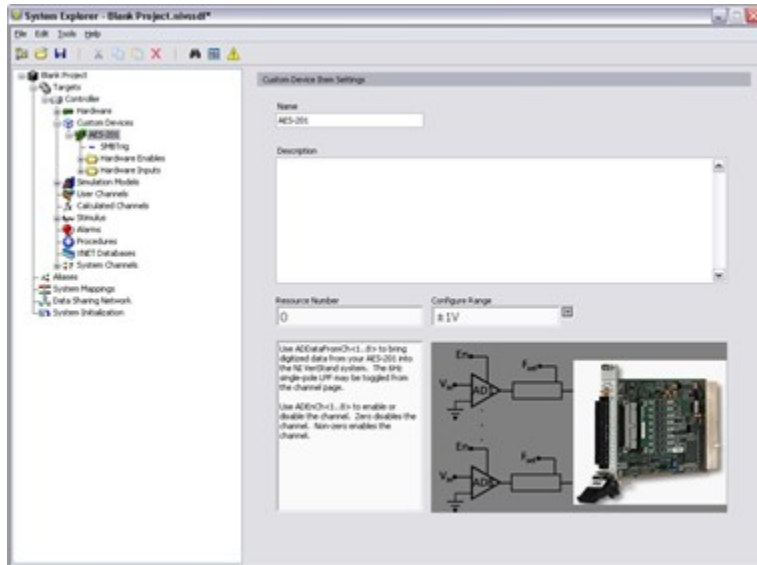 System Explorer - Blank Project.nivssdf*
File Edit Tools Help
Blank Project
Targets
Controller
Hardware
Custom Devices
AES-201
SMBTrig
Hardware Enables
Hardware Inputs
Simulation Models
User Channels
Calculated Channels
Stimulus
Alarms
Procedures
XNET Databases
System Channels
Aliases
System Mappings
Data Sharing Network
System Initialization
Custom Device Item Settings
Name
AES-201
Description
Resource Number
Configure Range
0
±1V
Use ADDataFromCh<1..8> to bring
digitized data from your AES-201 into
the NI VeriStand system. The 6Hz
single-pole LPF may be toggled from
the channel page.
Use ADEnCh<1..8> to enable or
disable the channel. Zero disables the
channel. Non-zero enables the
channel.
En
F
V
AD
En
F
V
AD